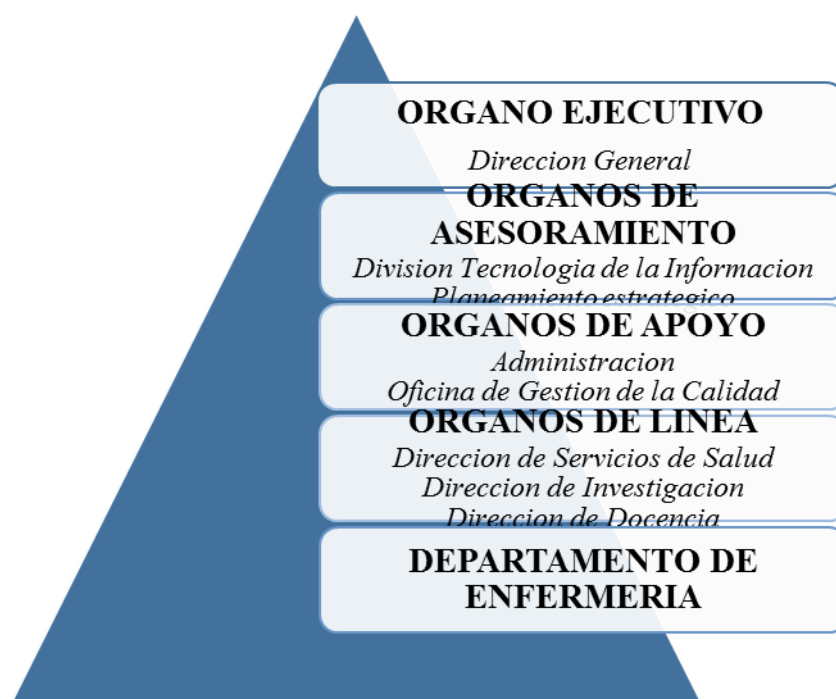 ORGANO EJECUTIVO
Direccion General
ORGANOS DE
ASESORAMIENTO
Division Tecnologia de la Informacion
Planeamiento estrategico
ORGANOS DE APOYO
Administracion
Oficina de Gestion de la Calidad
ORGANOS DE LINEA
Direccion de Servicios de Salud
Direccion de Investigacion
Direccion de Docencia
DEPARTAMENTO DE
ENFERMERIA